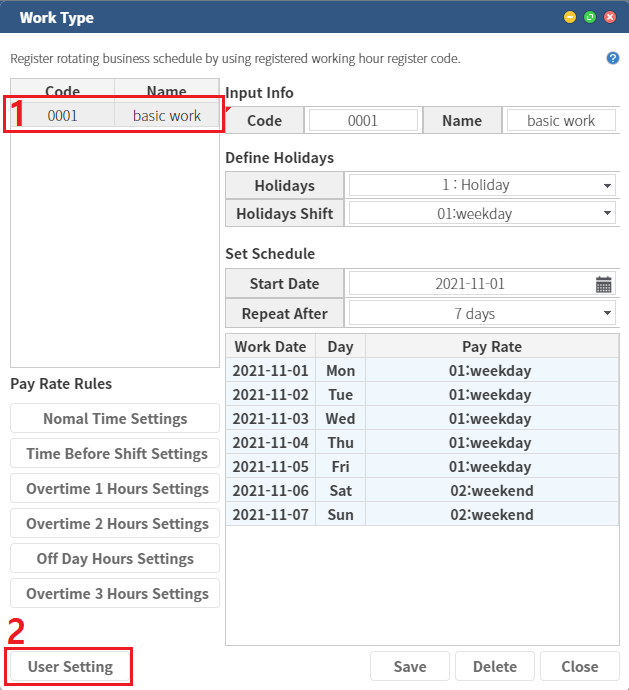 Work Type
Register rotating business schedule by using registered working hour register code.
?
Code Name
1
0001 basic work
Input Info
Code 0001 Name basic work
Define Holidays
Holidays 1 : Holiday
Holidays Shift 01:weekday
Set Schedule
Start Date 2021-11-01
Repeat After 7 days
Work Date Day Pay Rate
2021-11-01 Mon 01:weekday
2021-11-02 Tue 01:weekday
2021-11-03 Wed 01:weekday
2021-11-04 Thu 01:weekday
2021-11-05 Fri 01:weekday
2021-11-06 Sat 02:weekend
2021-11-07 Sun 02:weekend
Pay Rate Rules
Nomal Time Settings
Time Before Shift Settings
Overtime 1 Hours Settings
Overtime 2 Hours Settings
Off Day Hours Settings
Overtime 3 Hours Settings
2
User Setting
Save Delete Close